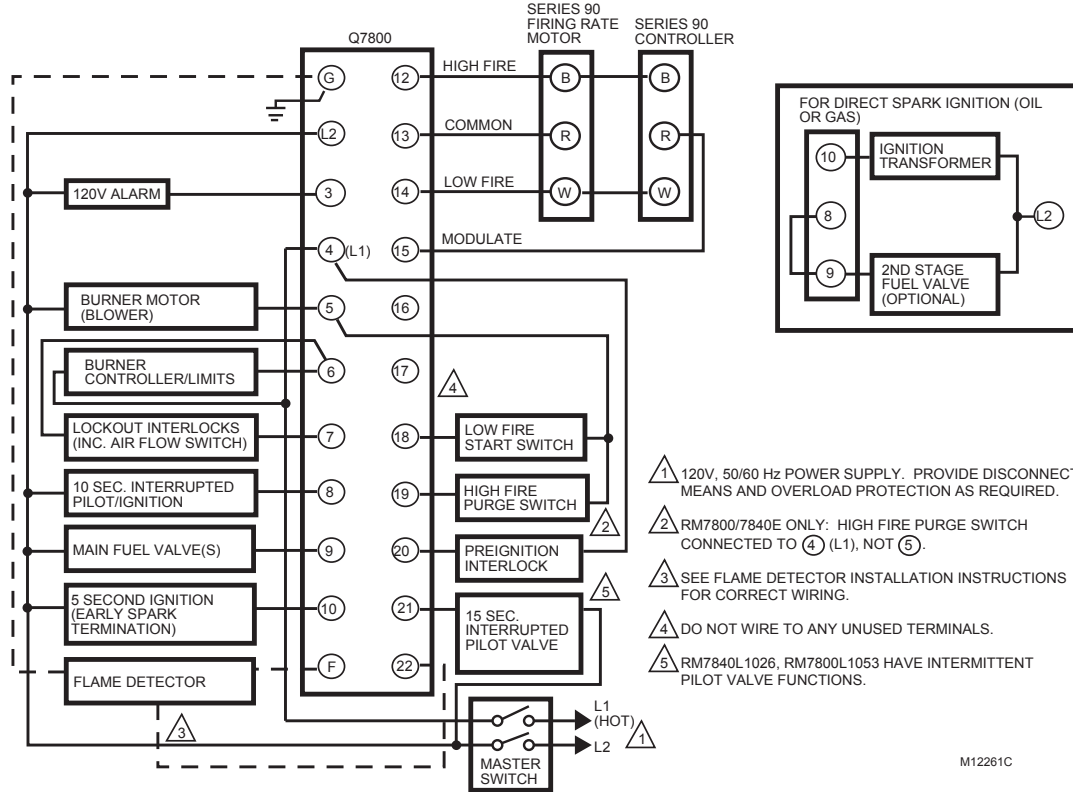 SERIES 90
FIRING RATE
MOTOR
SERIES 90
CONTROLLER
Q7800
G
12
HIGH FIRE
B
B
L2
13
COMMON
R
R
120V ALARM
3
14
LOW FIRE
W
W
4
(L1)
15
MODULATE
BURNER MOTOR
(BLOWER)
5
16
BURNER
CONTROLLER/LIMITS
6
17
4
LOCKOUT INTERLOCKS
(INC. AIR FLOW SWITCH)
7
18
LOW FIRE
START SWITCH
10 SEC. INTERRUPTED
PILOT/IGNITION
8
19
HIGH FIRE
PURGE SWITCH
2
MAIN FUEL VALVE(S)
9
20
PREIGNITION
INTERLOCK
5 SECOND IGNITION
(EARLY SPARK
TERMINATION)
10
21
15 SEC.
INTERRUPTED
PILOT VALVE
5
FLAME DETECTOR
F
22
3
L1
(HOT)
1
L2
MASTER
SWITCH
FOR DIRECT SPARK IGNITION (OIL
OR GAS)
10
IGNITION
TRANSFORMER
8
L2
9
2ND STAGE
FUEL VALVE
(OPTIONAL)
1 120V, 50/60 Hz POWER SUPPLY. PROVIDE DISCONNECT
MEANS AND OVERLOAD PROTECTION AS REQUIRED.
2 RM7800/7840E ONLY: HIGH FIRE PURGE SWITCH
CONNECTED TO 4 (L1), NOT 5.
3 SEE FLAME DETECTOR INSTALLATION INSTRUCTIONS
FOR CORRECT WIRING.
4 DO NOT WIRE TO ANY UNUSED TERMINALS.
5 RM7840L1026, RM7800L1053 HAVE INTERMITTENT
PILOT VALVE FUNCTIONS.
M12261C